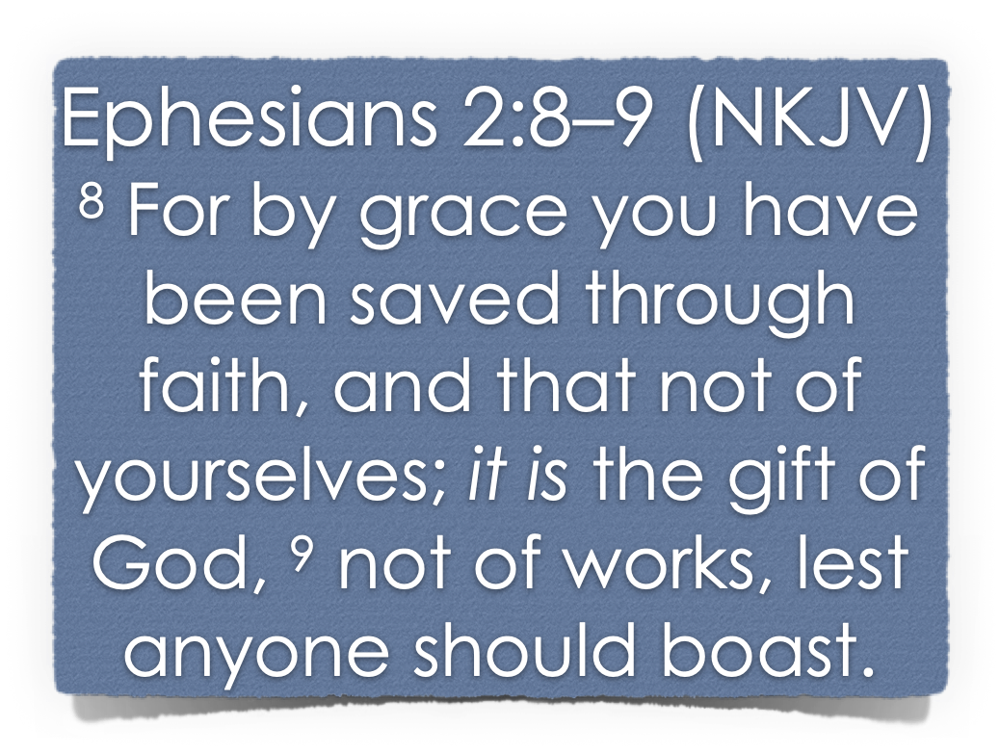 Ephesians 2:8–9 (NKJV)
⁸ For by grace you have
been saved through
faith, and that not of
yourselves; it is the gift of
God, ⁹ not of works, lest
anyone should boast.